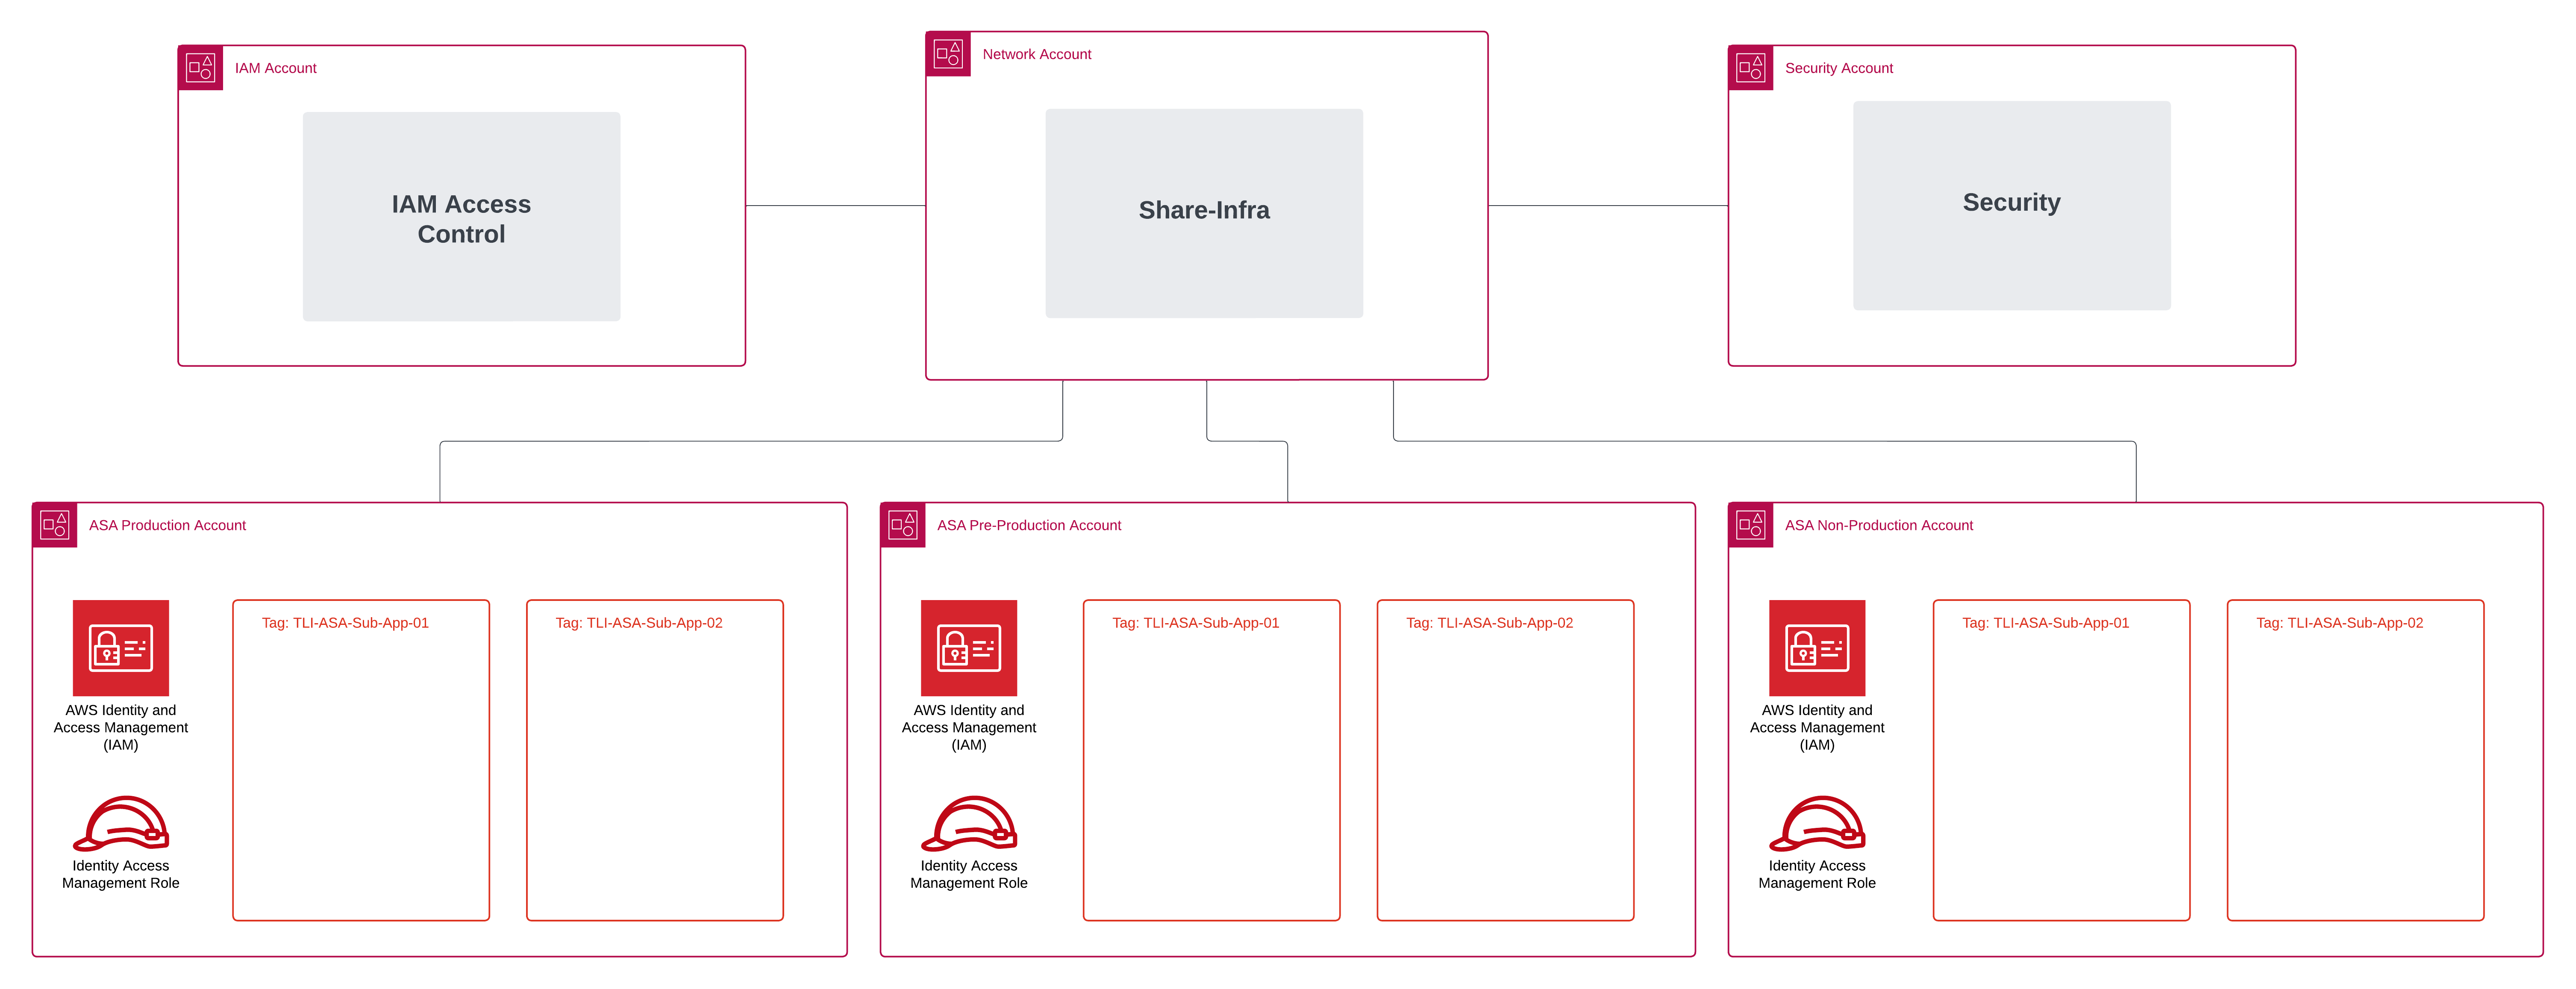 IAM Account
IAM Access
Control
Network Account
Share-Infra
Security Account
Security
ASA Production Account
AWS Identity and
Access Management
(IAM)
Identity Access
Management Role
Tag: TLI-ASA-Sub-App-01
Tag: TLI-ASA-Sub-App-02
ASA Pre-Production Account
AWS Identity and
Access Management
(IAM)
Identity Access
Management Role
Tag: TLI-ASA-Sub-App-01
Tag: TLI-ASA-Sub-App-02
ASA Non-Production Account
AWS Identity and
Access Management
(IAM)
Identity Access
Management Role
Tag: TLI-ASA-Sub-App-01
Tag: TLI-ASA-Sub-App-02